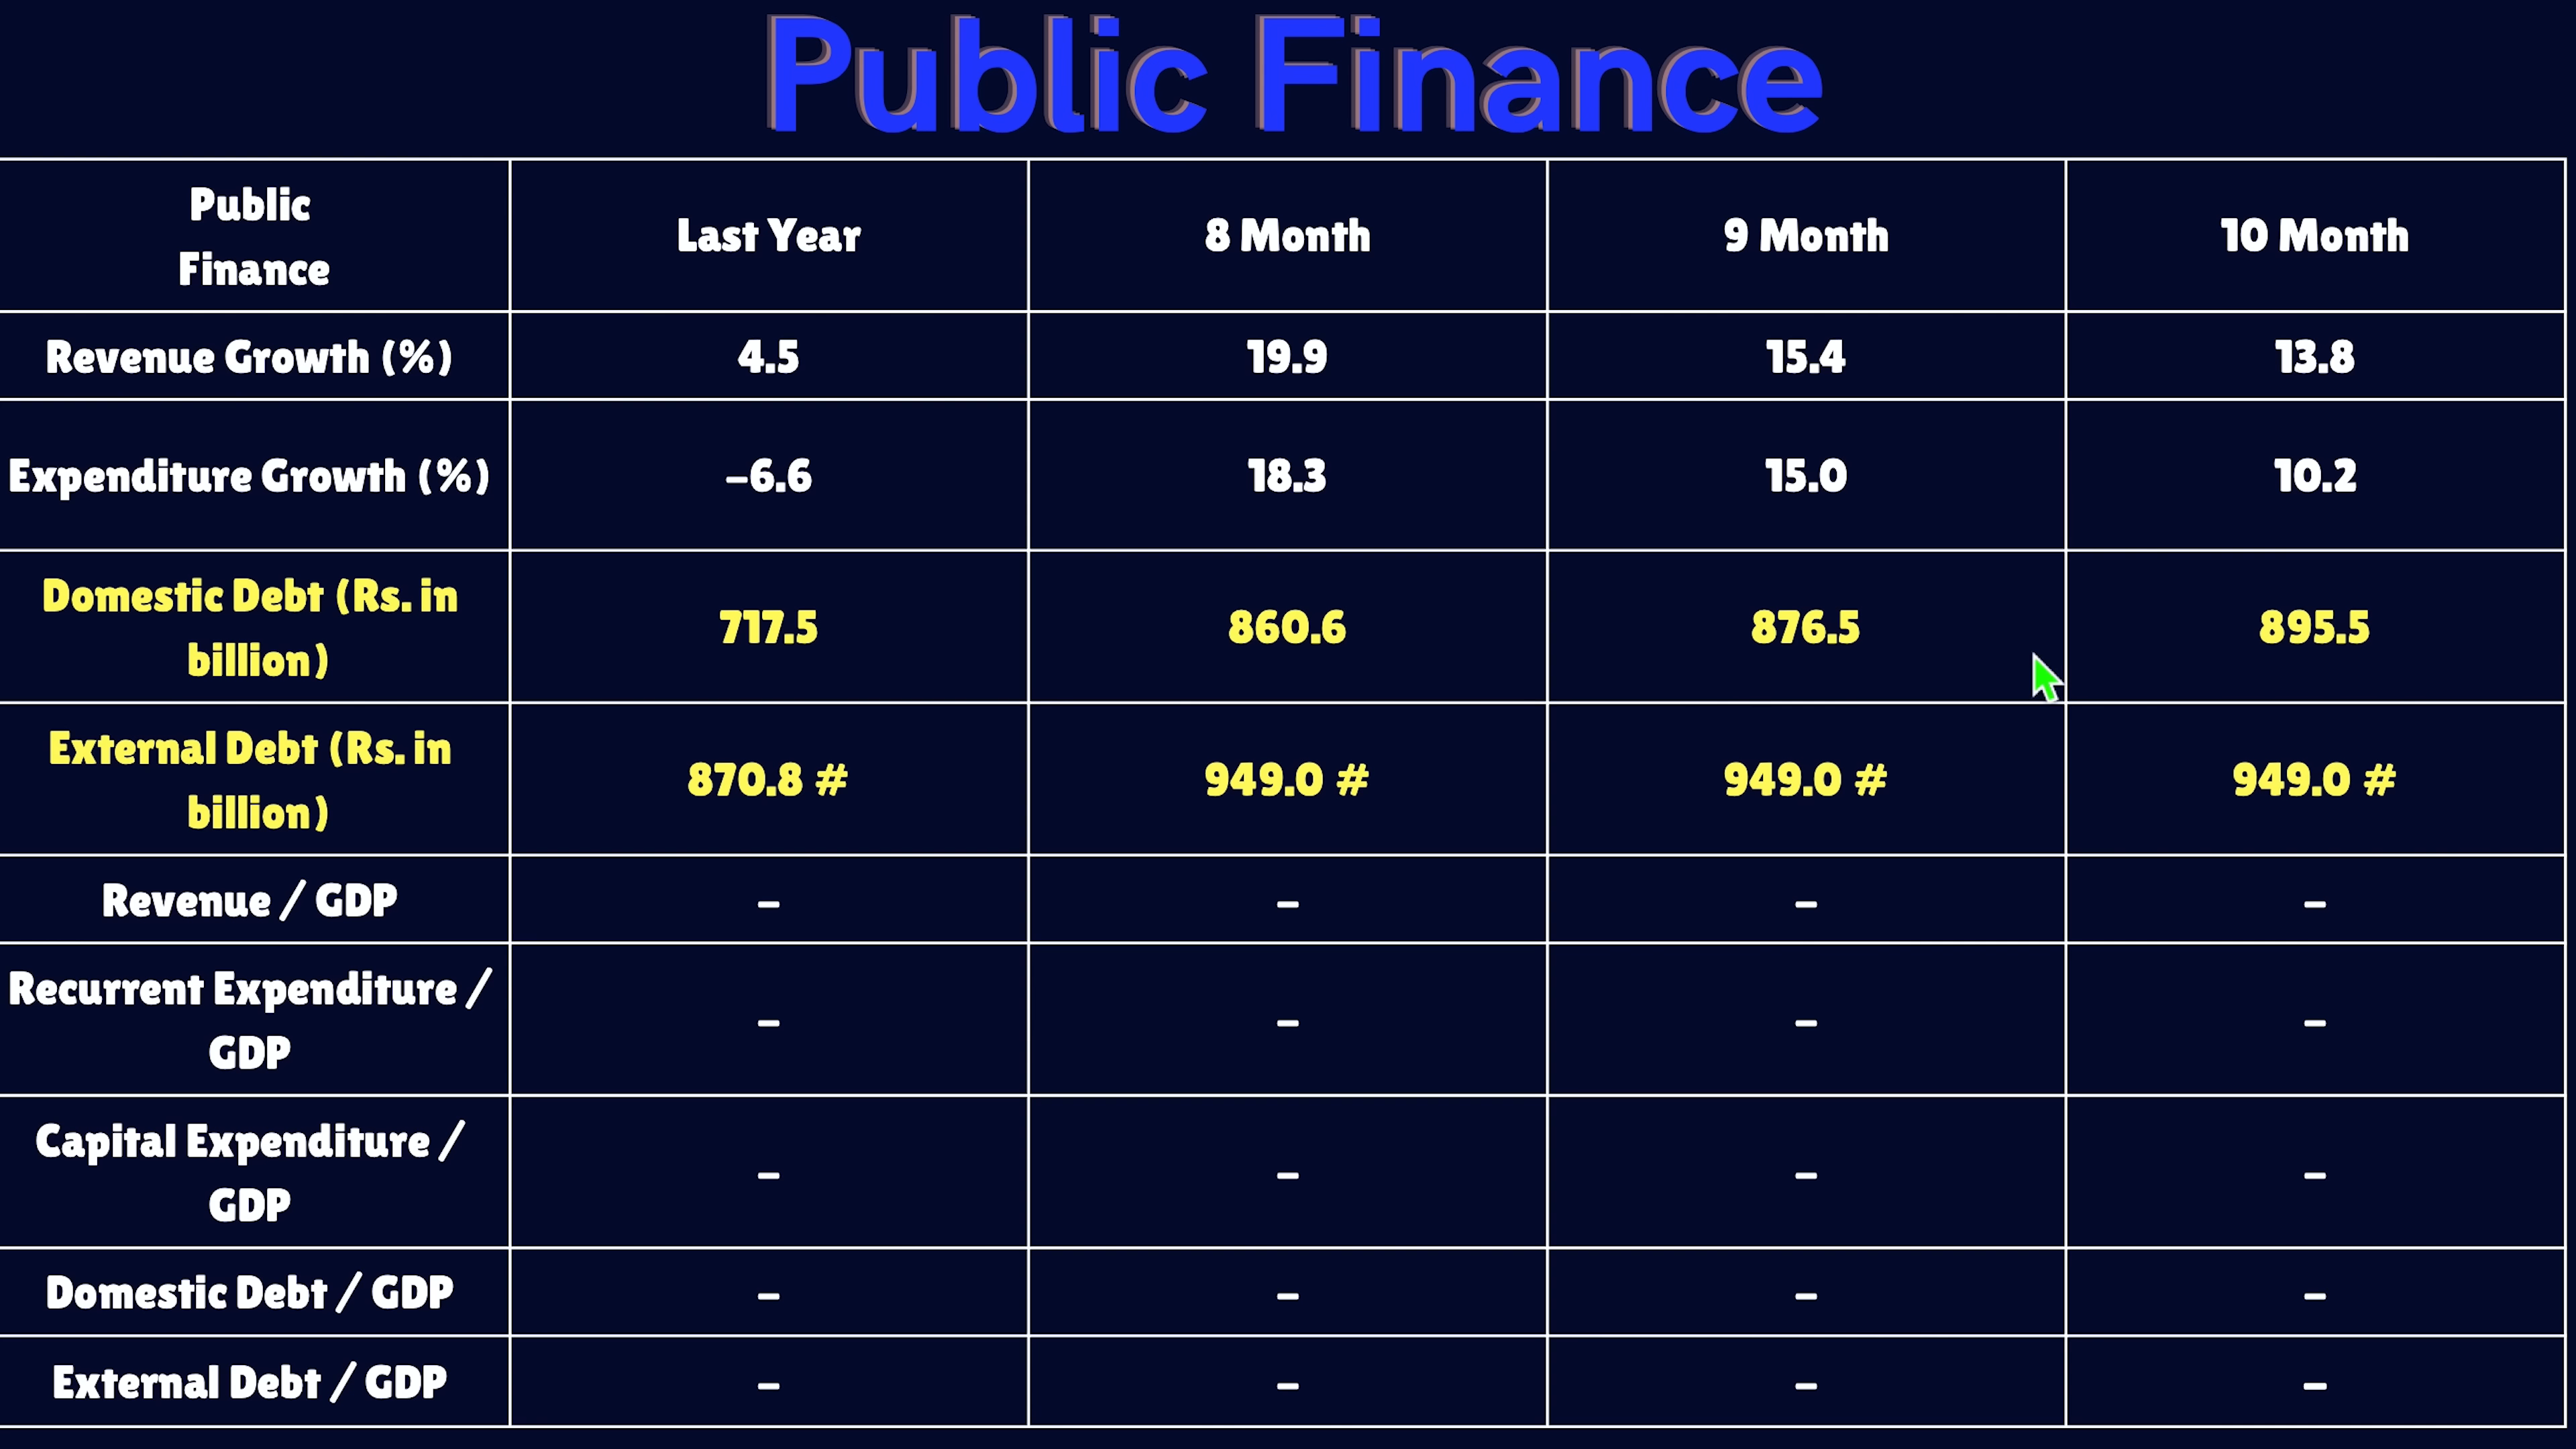 Public Finance
Public
Finance
Last Year
8 Month
9 Month
10 Month
Revenue Growth (%)
4.5
19.9
15.4
13.8
Expenditure Growth (%)
-6.6
18.3
15.0
10.2
Domestic Debt (Rs. in
billion)
717.5
860.6
876.5
895.5
External Debt (Rs. in
billion)
870.8 #
949.0 #
949.0 #
949.0 #
Revenue / GDP
-
-
-
-
Recurrent Expenditure /
GDP
-
-
-
-
Capital Expenditure /
GDP
-
-
-
-
Domestic Debt / GDP
-
-
-
-
External Debt / GDP
-
-
-
-